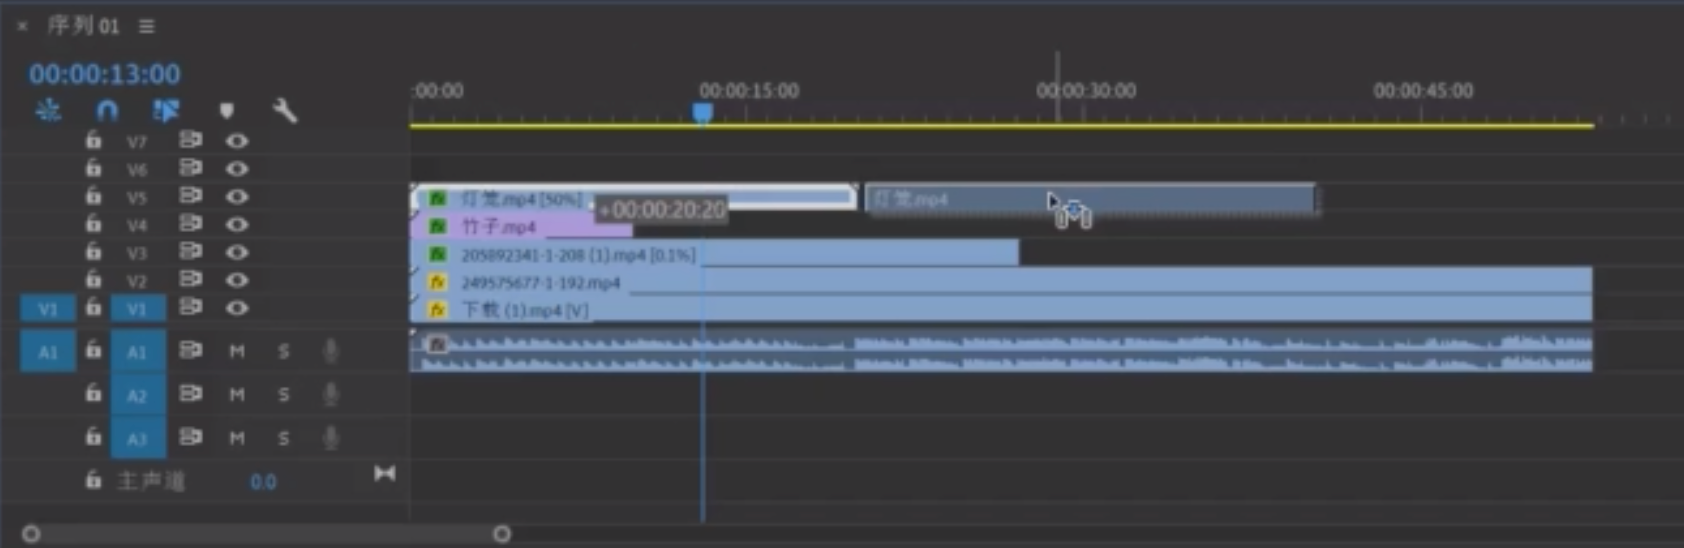 序列 01
00:00:13:00
:00:00 00:00:15:00 00:00:30:00 00:00:45:00
V7
V6
V5 灯笼.mp4 [50%] 灯笼.mp4
+00:00:20:20
V4 竹子.mp4
V3 205892341-1-208 (1).mp4 [0.1%]
V2 249575677-1-192.mp4
V1 V1 下载 (1).mp4 [V]
A1 A1 M S
A2 M S
A3 M S
主声道 0.0